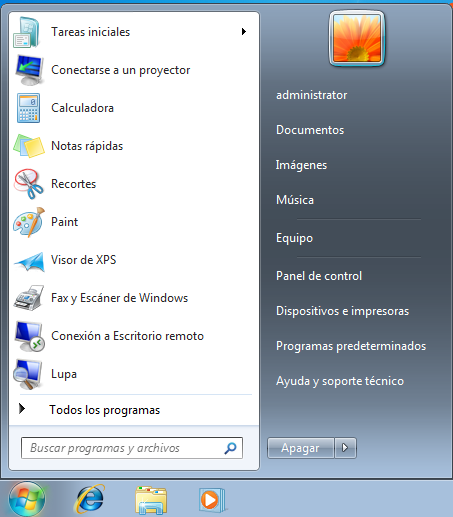 Tareas iniciales
Conectarse a un proyector
Calculadora
Notas rápidas
Recortes
Paint
Visor de XPS
Fax y Escáner de Windows
Conexión a Escritorio remoto
Lupa
Todos los programas
Buscar programas y archivos
administrator
Documentos
Imágenes
Música
Equipo
Panel de control
Dispositivos e impresoras
Programas predeterminados
Ayuda y soporte técnico
Apagar